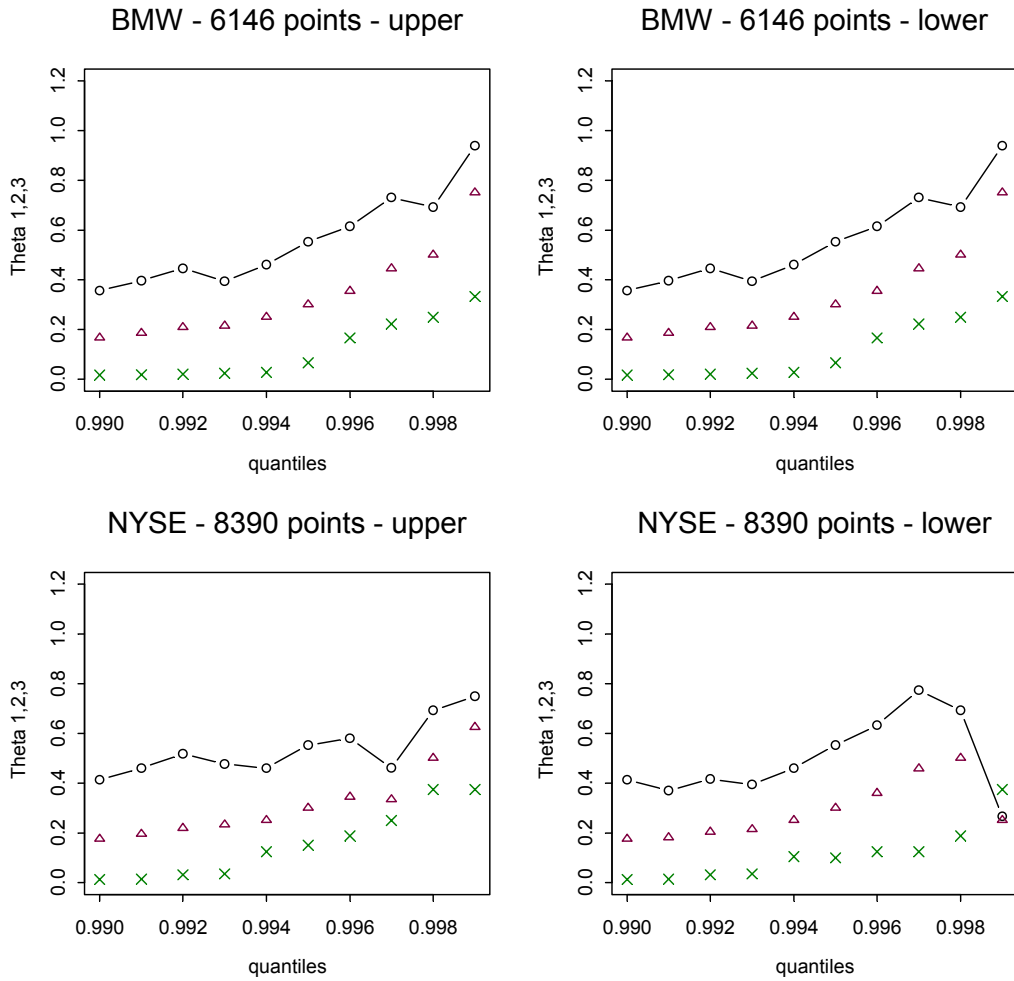 BMW - 6146 points - upper
Theta 1,2,3
0.0 0.2 0.4 0.6 0.8 1.0 1.2
0.990 0.992 0.994 0.996 0.998
quantiles
BMW - 6146 points - lower
Theta 1,2,3
0.0 0.2 0.4 0.6 0.8 1.0 1.2
0.990 0.992 0.994 0.996 0.998
quantiles
NYSE - 8390 points - upper
Theta 1,2,3
0.0 0.2 0.4 0.6 0.8 1.0 1.2
0.990 0.992 0.994 0.996 0.998
quantiles
NYSE - 8390 points - lower
Theta 1,2,3
0.0 0.2 0.4 0.6 0.8 1.0 1.2
0.990 0.992 0.994 0.996 0.998
quantiles